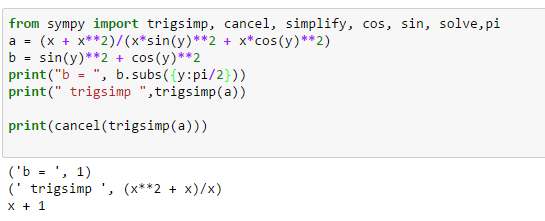 from sympy import trigsimp, cancel, simplify, cos, sin, solve,pi
a = (x + x**2)/(x*sin(y)**2 + x*cos(y)**2)
b = sin(y)**2 + cos(y)**2
print("b = ", b.subs({y:pi/2}))
print(" trigsimp ",trigsimp(a))
print(cancel(trigsimp(a)))
('b = ', 1)
(' trigsimp ', (x**2 + x)/x)
x + 1